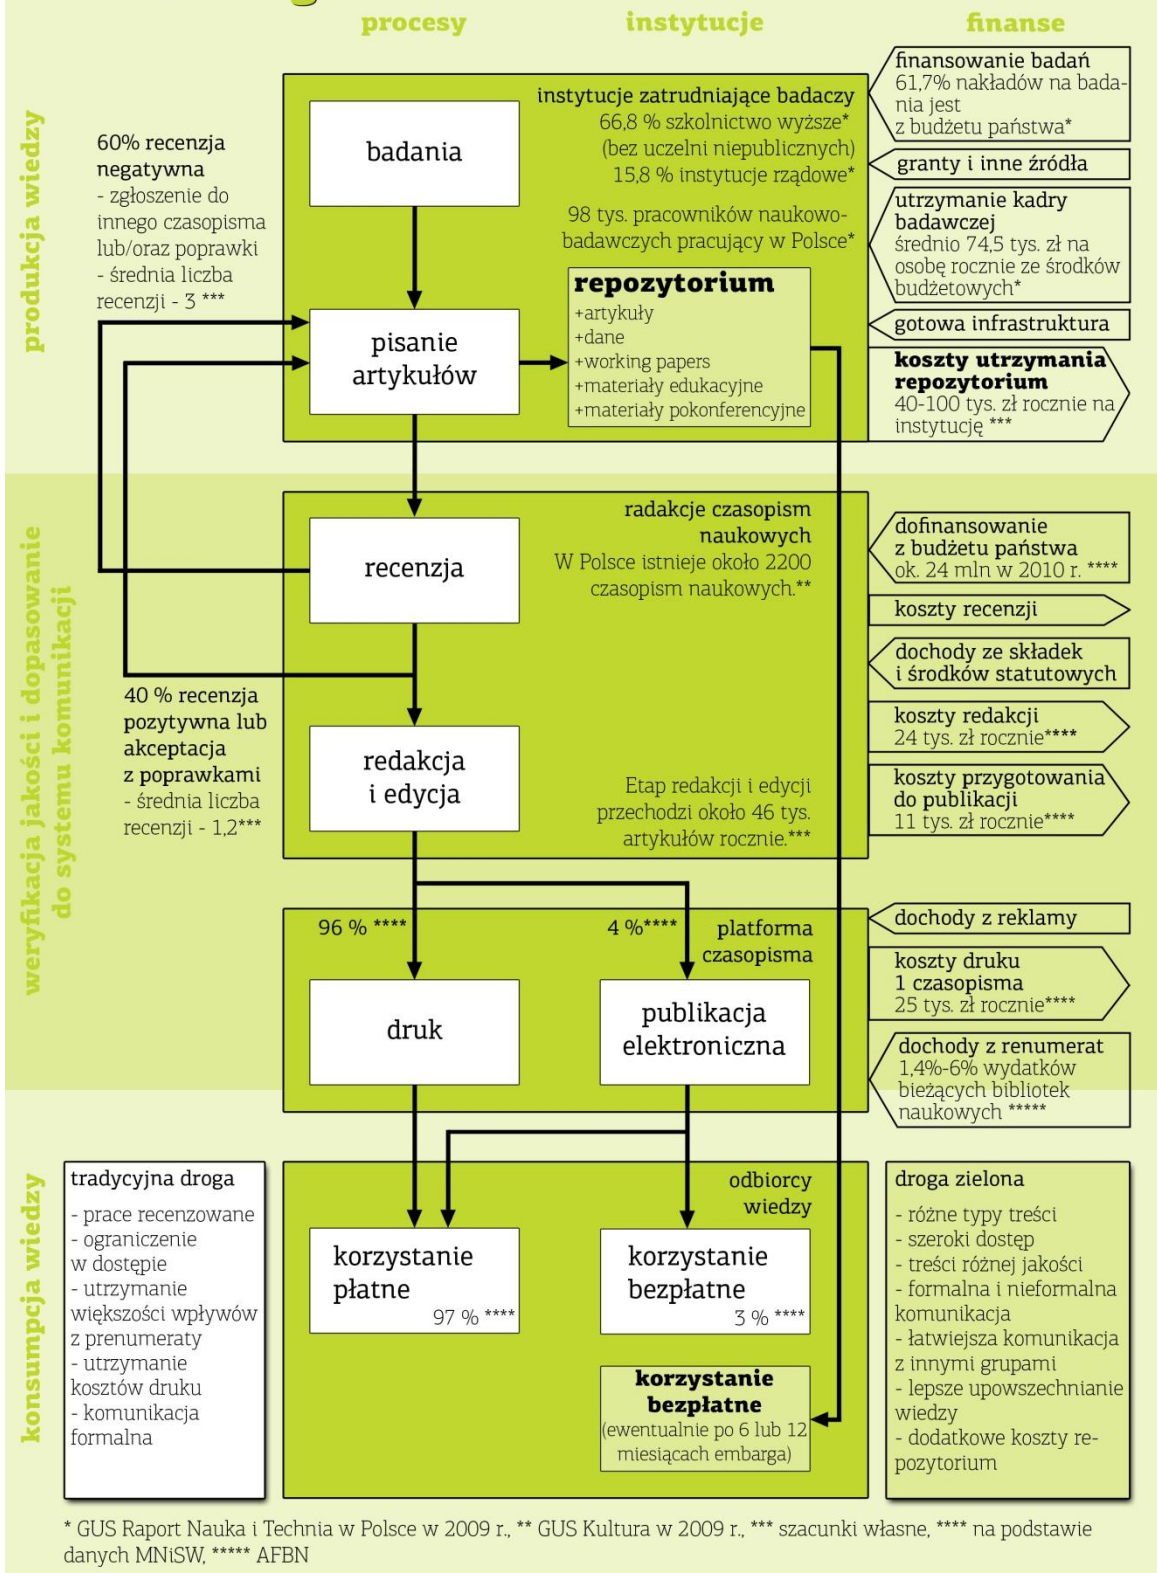 procesy
instytucje
finanse
produkcja wiedzy
60% recenzja
negatywna
- zgłoszenie do
innego czasopisma
lub/oraz poprawki
- średnia liczba
recenzji - 3 ***
badania
pisanie
artykułów
instytucje zatrudniające badaczy
66,8 % szkolnictwo wyższe*
(bez uczelni niepublicznych)
15,8 % instytucje rządowe*
98 tys. pracowników naukowo-
badawczych pracujący w Polsce*
repozytorium
+artykuły
+dane
+working papers
+materiały edukacyjne
+materiały pokonferencyjne
finansowanie badań
61,7% nakładów na bada-
nia jest
z budżetu państwa*
granty i inne źródła
utrzymanie kadry
badawczej
średnio 74,5 tys. zł na
osobę rocznie ze środków
budżetowych*
gotowa infrastruktura
koszty utrzymania
repozytorium
40-100 tys. zł rocznie na
instytucję ***
weryfikacja jakości i dopasowanie
do systemu komunikacji
recenzja
radakcje czasopism
naukowych
W Polsce istnieje około 2200
czasopism naukowych.**
40 % recenzja
pozytywna lub
akceptacja
z poprawkami
- średnia liczba
recenzji - 1,2***
redakcja
i edycja
Etap redakcji i edycji
przechodzi około 46 tys.
artykułów rocznie.***
dofinansowanie
z budżetu państwa
ok. 24 mln w 2010 r. ****
koszty recenzji
dochody ze składek
i środków statutowych
koszty redakcji
24 tys. zł rocznie****
koszty przygotowania
do publikacji
11 tys. zł rocznie****
96 % ****
4 %****
platforma
czasopisma
druk
publikacja
elektroniczna
dochody z reklamy
koszty druku
1 czasopisma
25 tys. zł rocznie****
dochody z renumerat
1,4%-6% wydatków
bieżących bibliotek
naukowych *****
konsumpcja wiedzy
tradycyjna droga
- prace recenzowane
- ograniczenie
w dostępie
- utrzymanie
większości wpływów
z prenumeraty
- utrzymanie
kosztów druku
- komunikacja
formalna
odbiorcy
wiedzy
korzystanie
płatne
97 % ****
korzystanie
bezpłatne
3 % ****
korzystanie
bezpłatne
(ewentualnie po 6 lub 12
miesiącach embarga)
droga zielona
- różne typy treści
- szeroki dostęp
- treści różnej jakości
- formalna i nieformalna
komunikacja
- łatwiejsza komunikacja
z innymi grupami
- lepsze upowszechnianie
wiedzy
- dodatkowe koszty re-
pozytorium
* GUS Raport Nauka i Technia w Polsce w 2009 r., ** GUS Kultura w 2009 r., *** szacunki własne, **** na podstawie
danych MNiSW, ***** AFBN